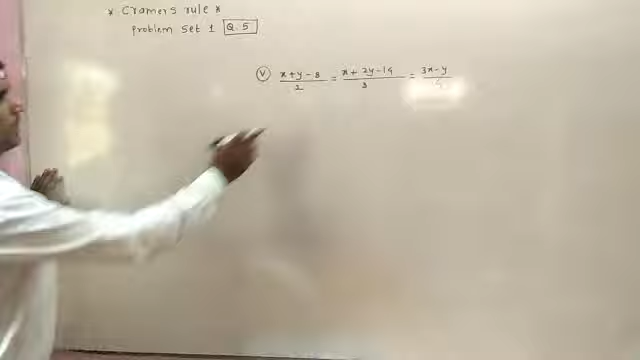 * Cramers rule *
problem set 1 Q.5
(v) x+y-8 / 2 = x+2y-14 / 3 = 3x-y / 4